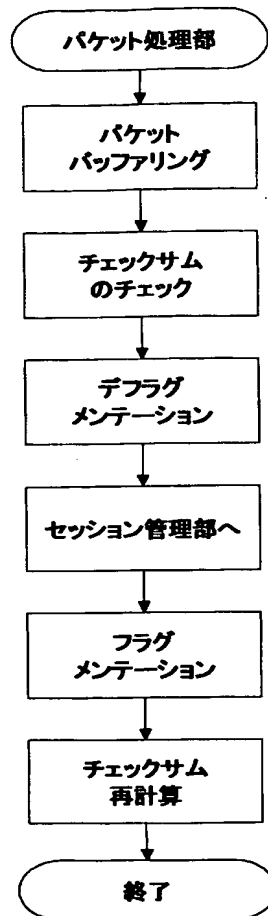 パケット処理部
パケット
バッファリング
チェックサム
のチェック
デフラグ
メンテーション
セッション管理部へ
フラグ
メンテーション
チェックサム
再計算
終了